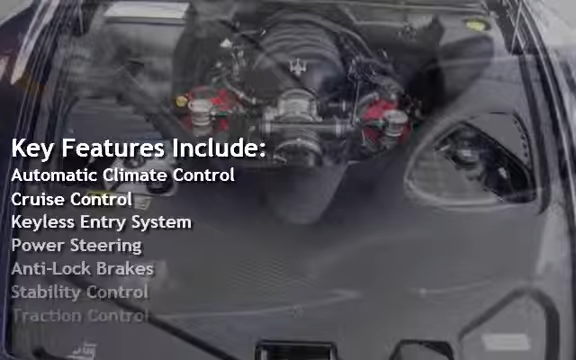 Key Features Include:
Automatic Climate Control
Cruise Control
Keyless Entry System
Power Steering
Anti-Lock Brakes
Stability Control
Traction Control